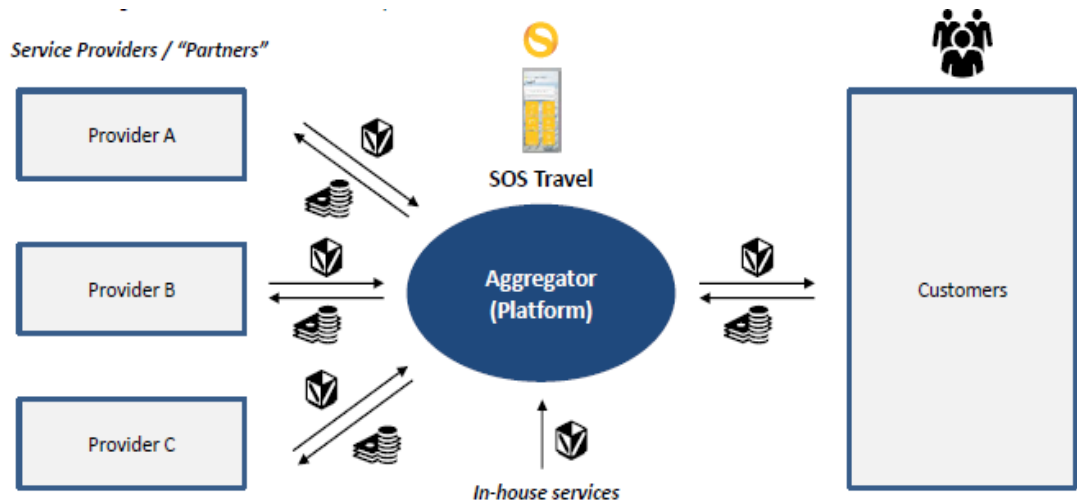 Service Providers / “Partners”
S
Provider A
SOS Travel
Provider B
Aggregator
(Platform)
Customers
Provider C
In-house services